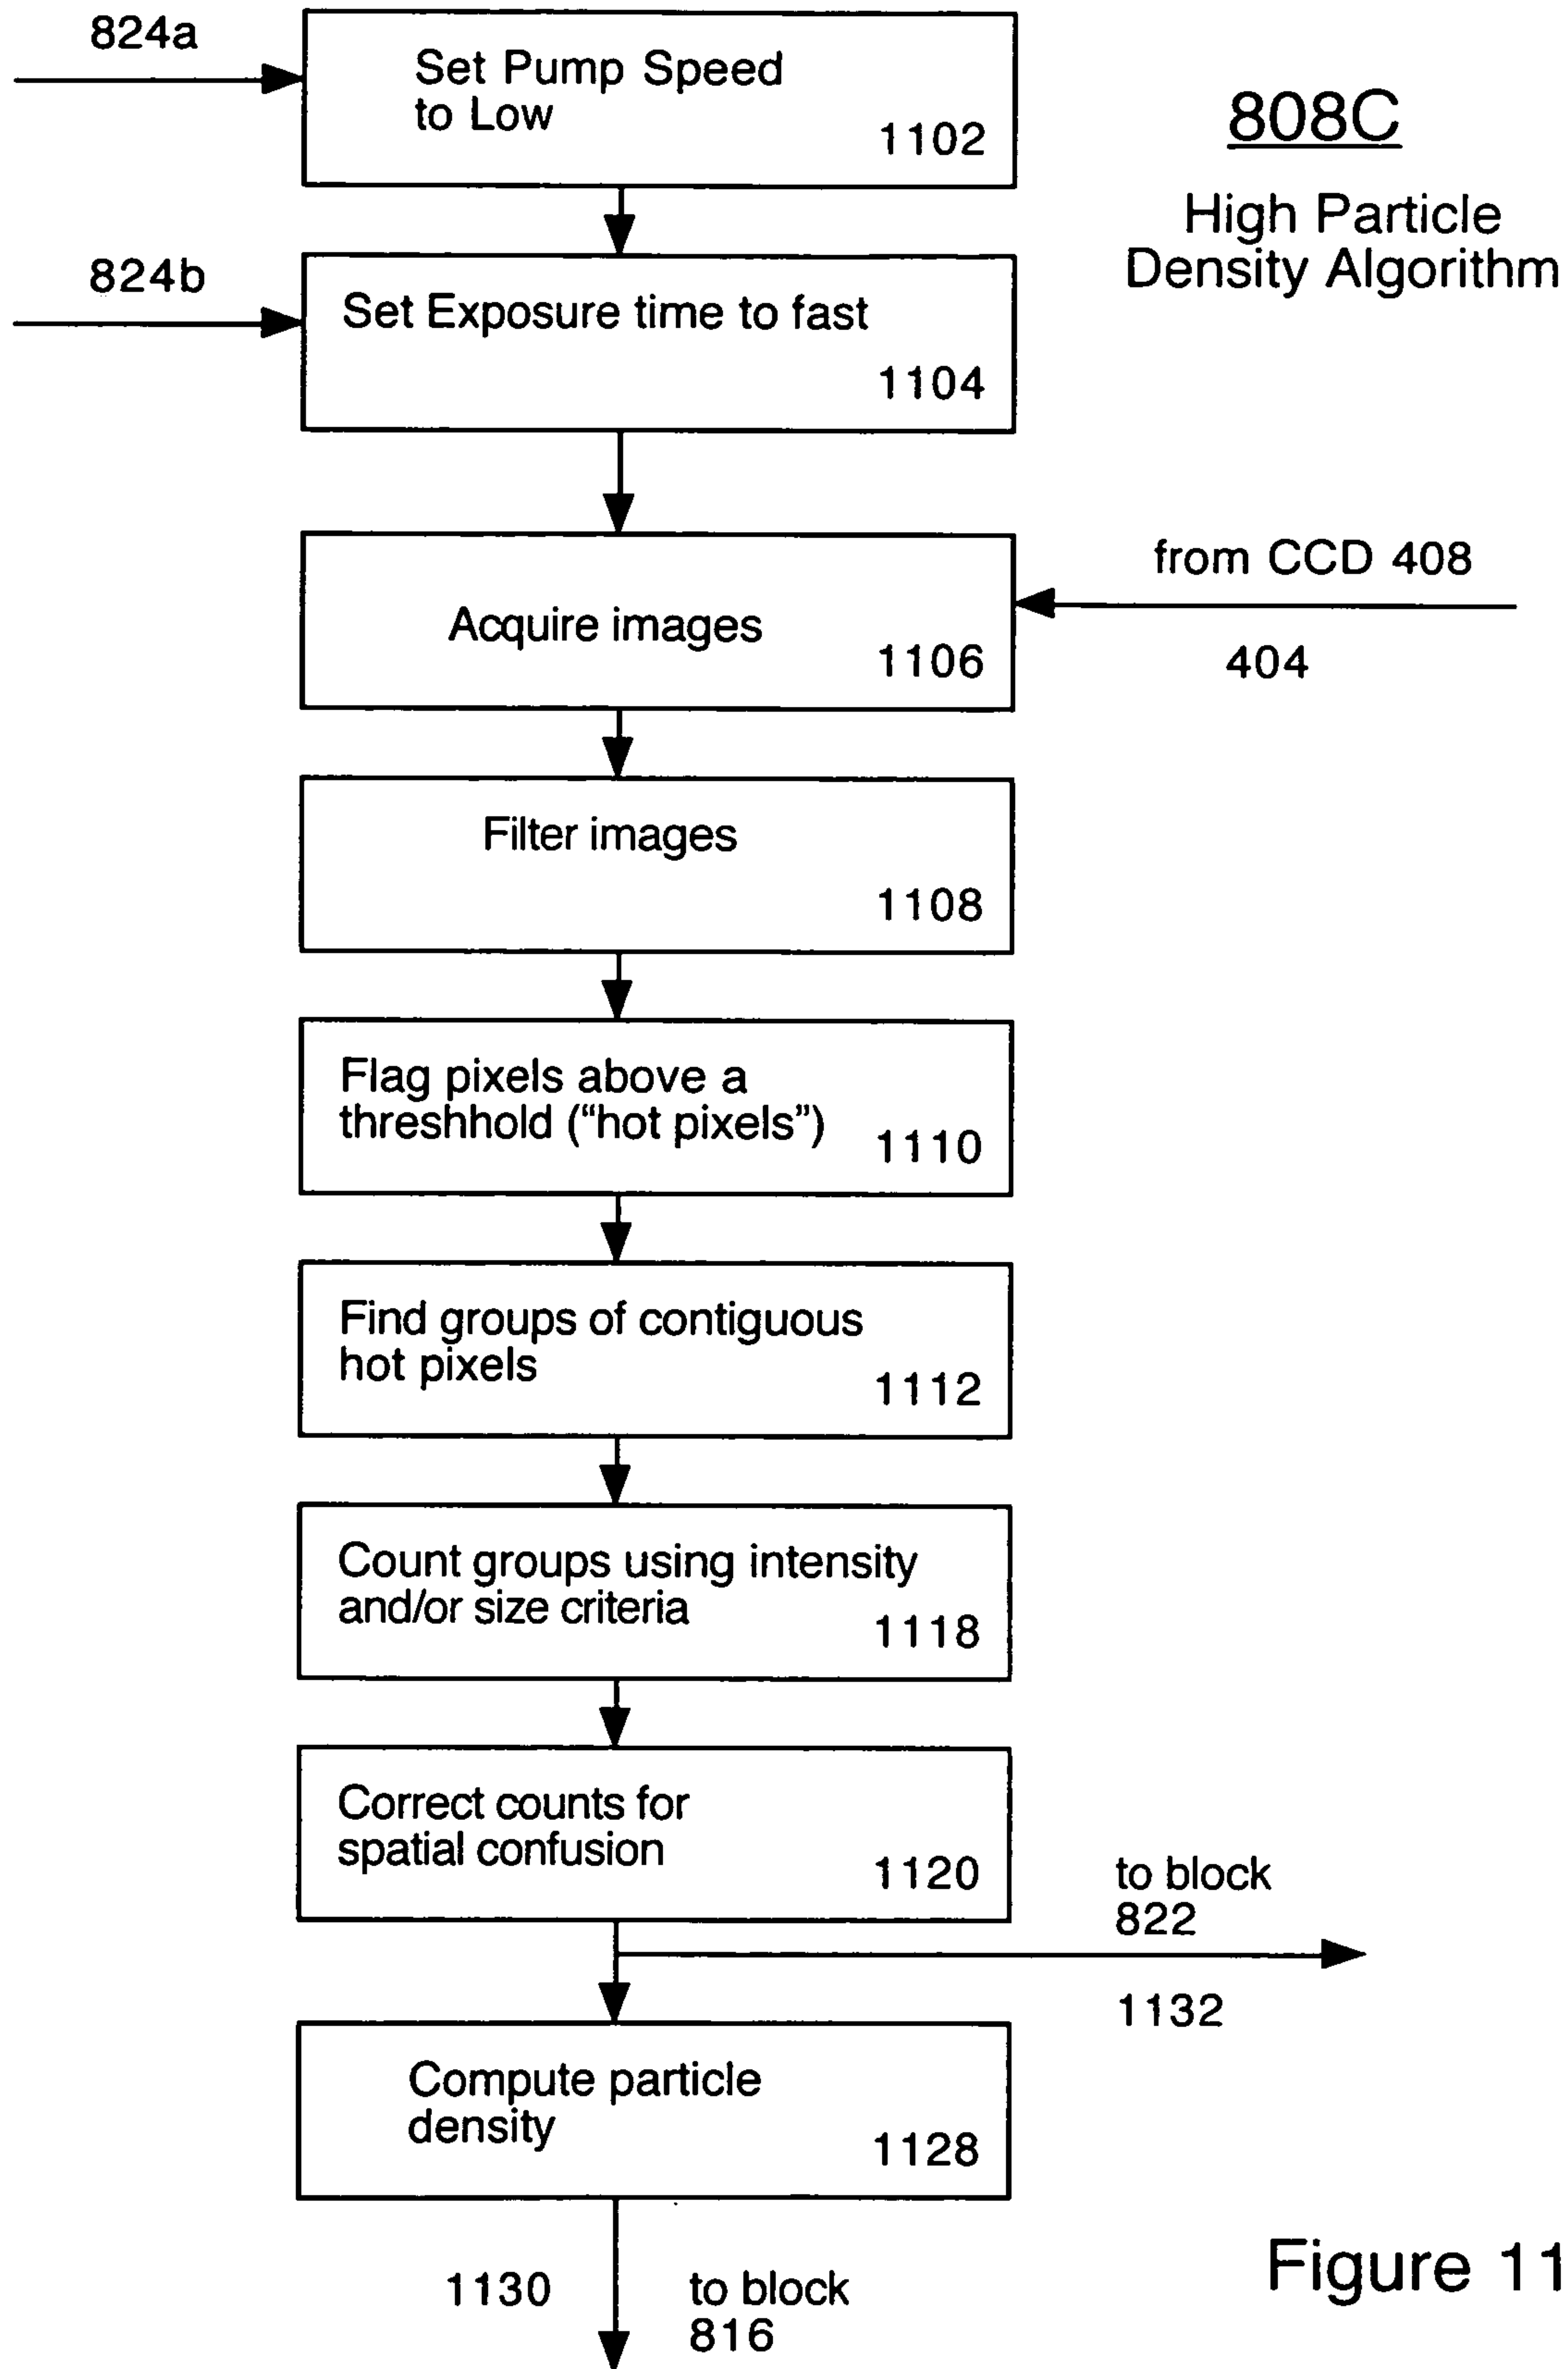 824a
Set Pump Speed
to Low
1102
808C
High Particle
Density Algorithm
824b
Set Exposure time to fast
1104
from CCD 408
Acquire images
1106
404
Filter images
1108
Flag pixels above a
threshhold (“hot pixels”)
1110
Find groups of contiguous
hot pixels
1112
Count groups using intensity
and/or size criteria
1118
Correct counts for
spatial confusion
1120
to block
822
1132
Compute particle
density
1128
1130
to block
816
Figure 11